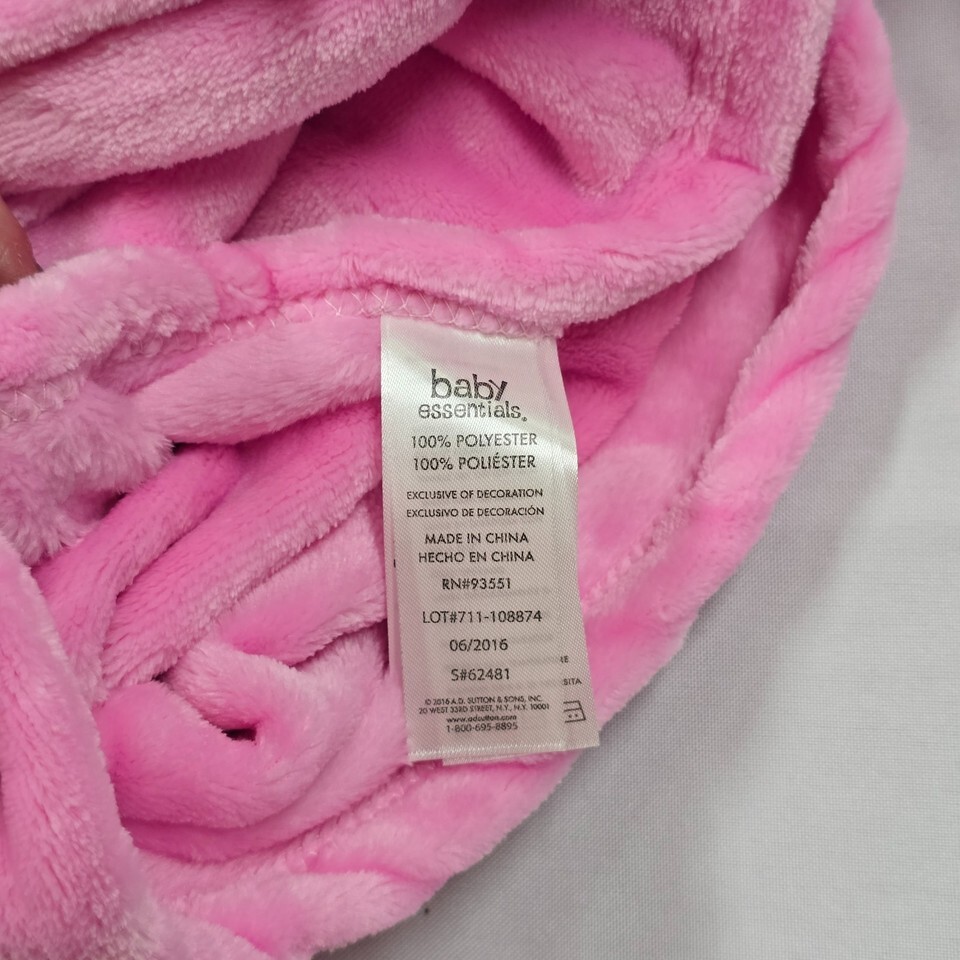 baby
essentials.
100% POLYESTER
100% POLIÉSTER
EXCLUSIVE OF DECORATION
EXCLUSIVO DE DECORACIÓN
MADE IN CHINA
HECHO EN CHINA
RN#93551
LOT#711-108874
06/2016
S#62481
© 2016 A.D. SUTTON & SONS, INC.
20 WEST 33RD STREET, N.Y., N.Y. 10001
www.adsutton.com
1-800-695-8895